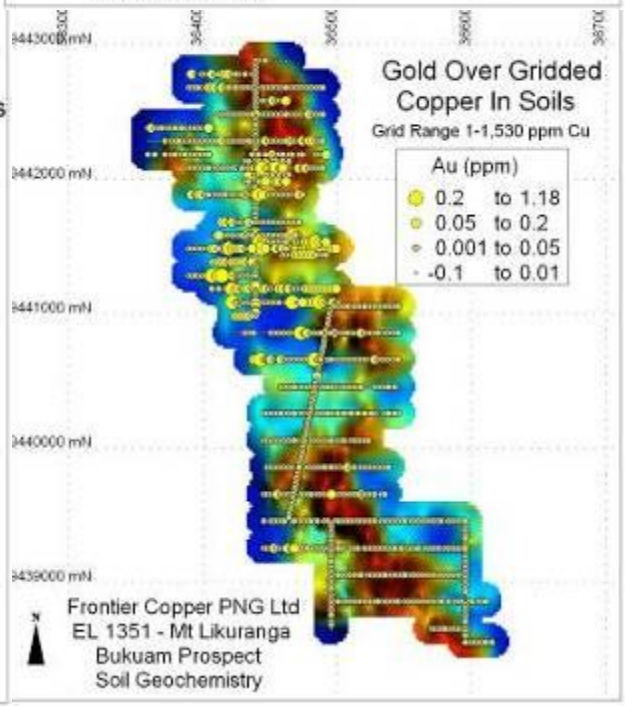 Gold Over Gridded
Copper In Soils
Grid Range 1-1,530 ppm Cu
Au (ppm)
0.2 to 1.18
0.05 to 0.2
0.001 to 0.05
-0.1 to 0.01
9443000 mN
9442000 mN
9441000 mN
9440000 mN
9439000 mN
N
Frontier Copper PNG Ltd
EL 1351 - Mt Likuranga
Bukuam Prospect
Soil Geochemistry